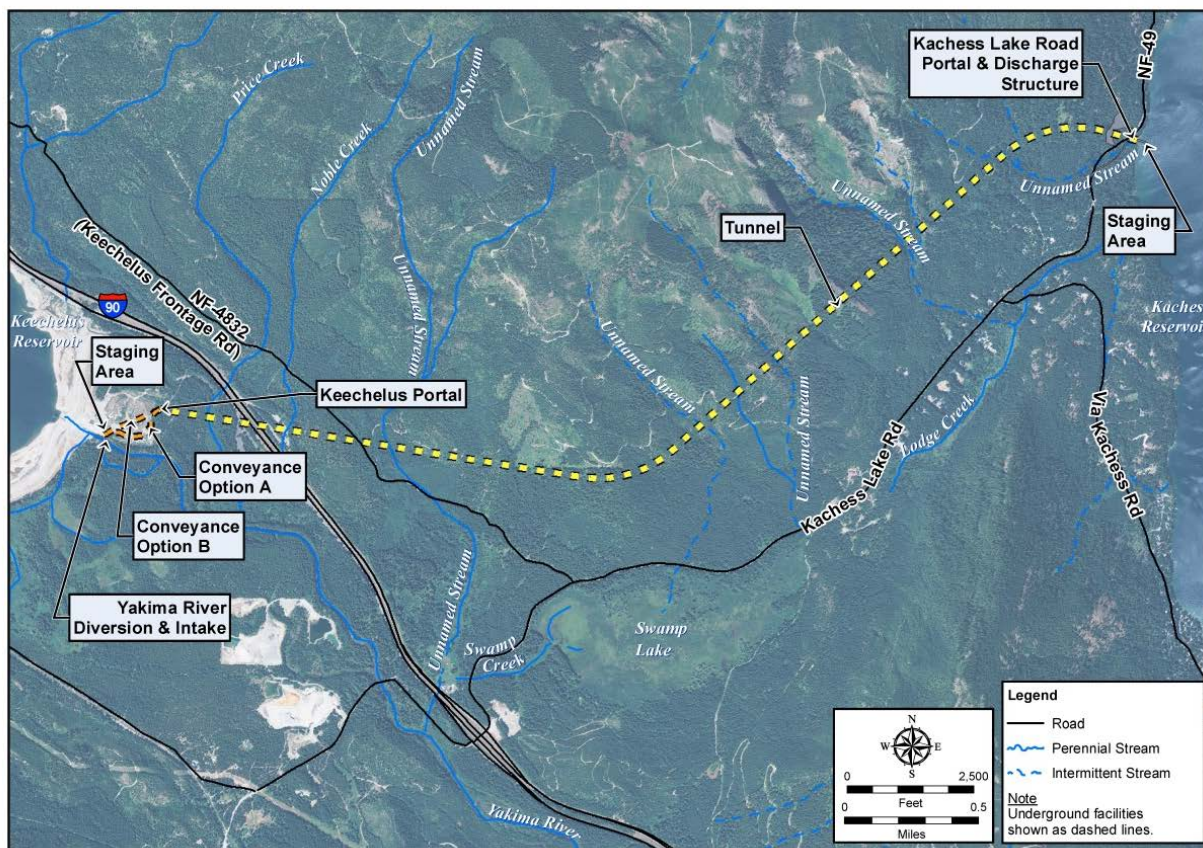 Kachess Lake Road
Portal & Discharge
Structure
NF-49
Price Creek
Unnamed Stream
Noble Creek
Unnamed Stream
Unnamed Stream
Staging
Area
Tunnel
(Keechelus Frontage Rd)
NF-4832
Unnamed Stream
90
Keechelus
Reservoir
Kaches
Reservoi
Staging
Area
Unnamed Stream
Keechelus Portal
Unnamed Stream
Lodge Creek
Via Kachess Rd
Conveyance
Option A
Kachess Lake Rd
Conveyance
Option B
Unnamed Stream
Yakima River
Diversion & Intake
Swamp
Creek
Swamp
Lake
Yakima River
N
W E
S
0 2,500
Feet
0 0.5
Miles
Legend
Road
Perennial Stream
Intermittent Stream
Note
Underground facilities
shown as dashed lines.